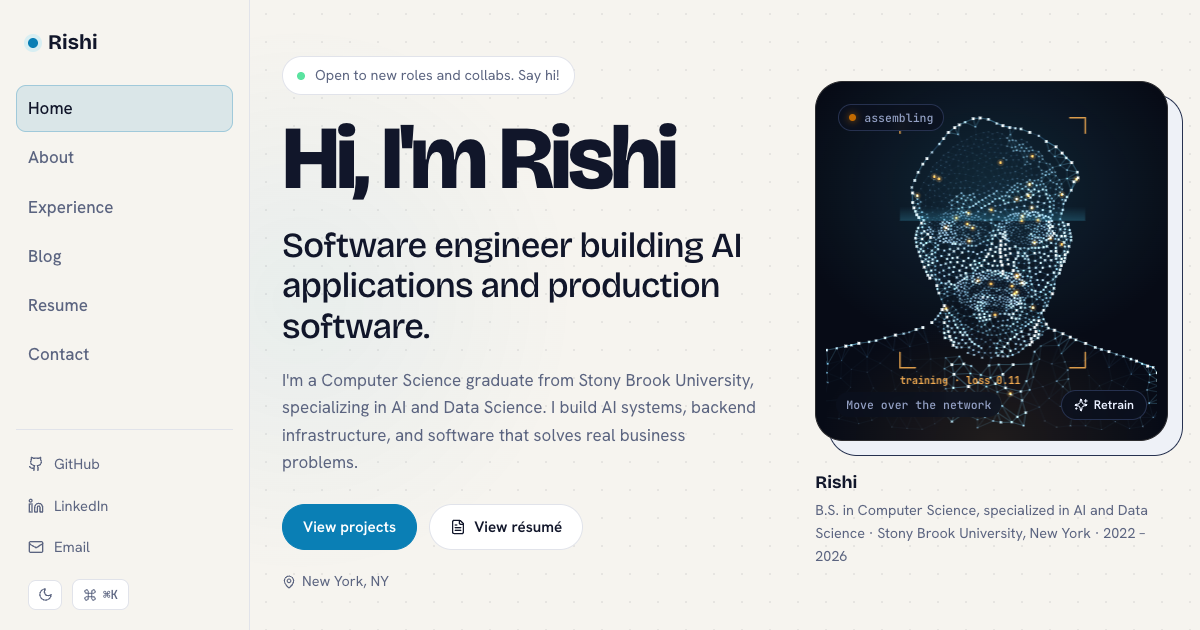 Rishi
Home
About
Experience
Blog
Resume
Contact
GitHub
LinkedIn
Email
⌘K
Open to new roles and collabs. Say hi!
Hi, I'm Rishi
Software engineer building AI
applications and production
software.
I'm a Computer Science graduate from Stony Brook University,
specializing in AI and Data Science. I build AI systems, backend
infrastructure, and software that solves real business
problems.
View projects
View résumé
New York, NY
assembling
training · loss 0.11
Move over the network
Retrain
Rishi
B.S. in Computer Science, specialized in AI and Data
Science · Stony Brook University, New York · 2022 –
2026